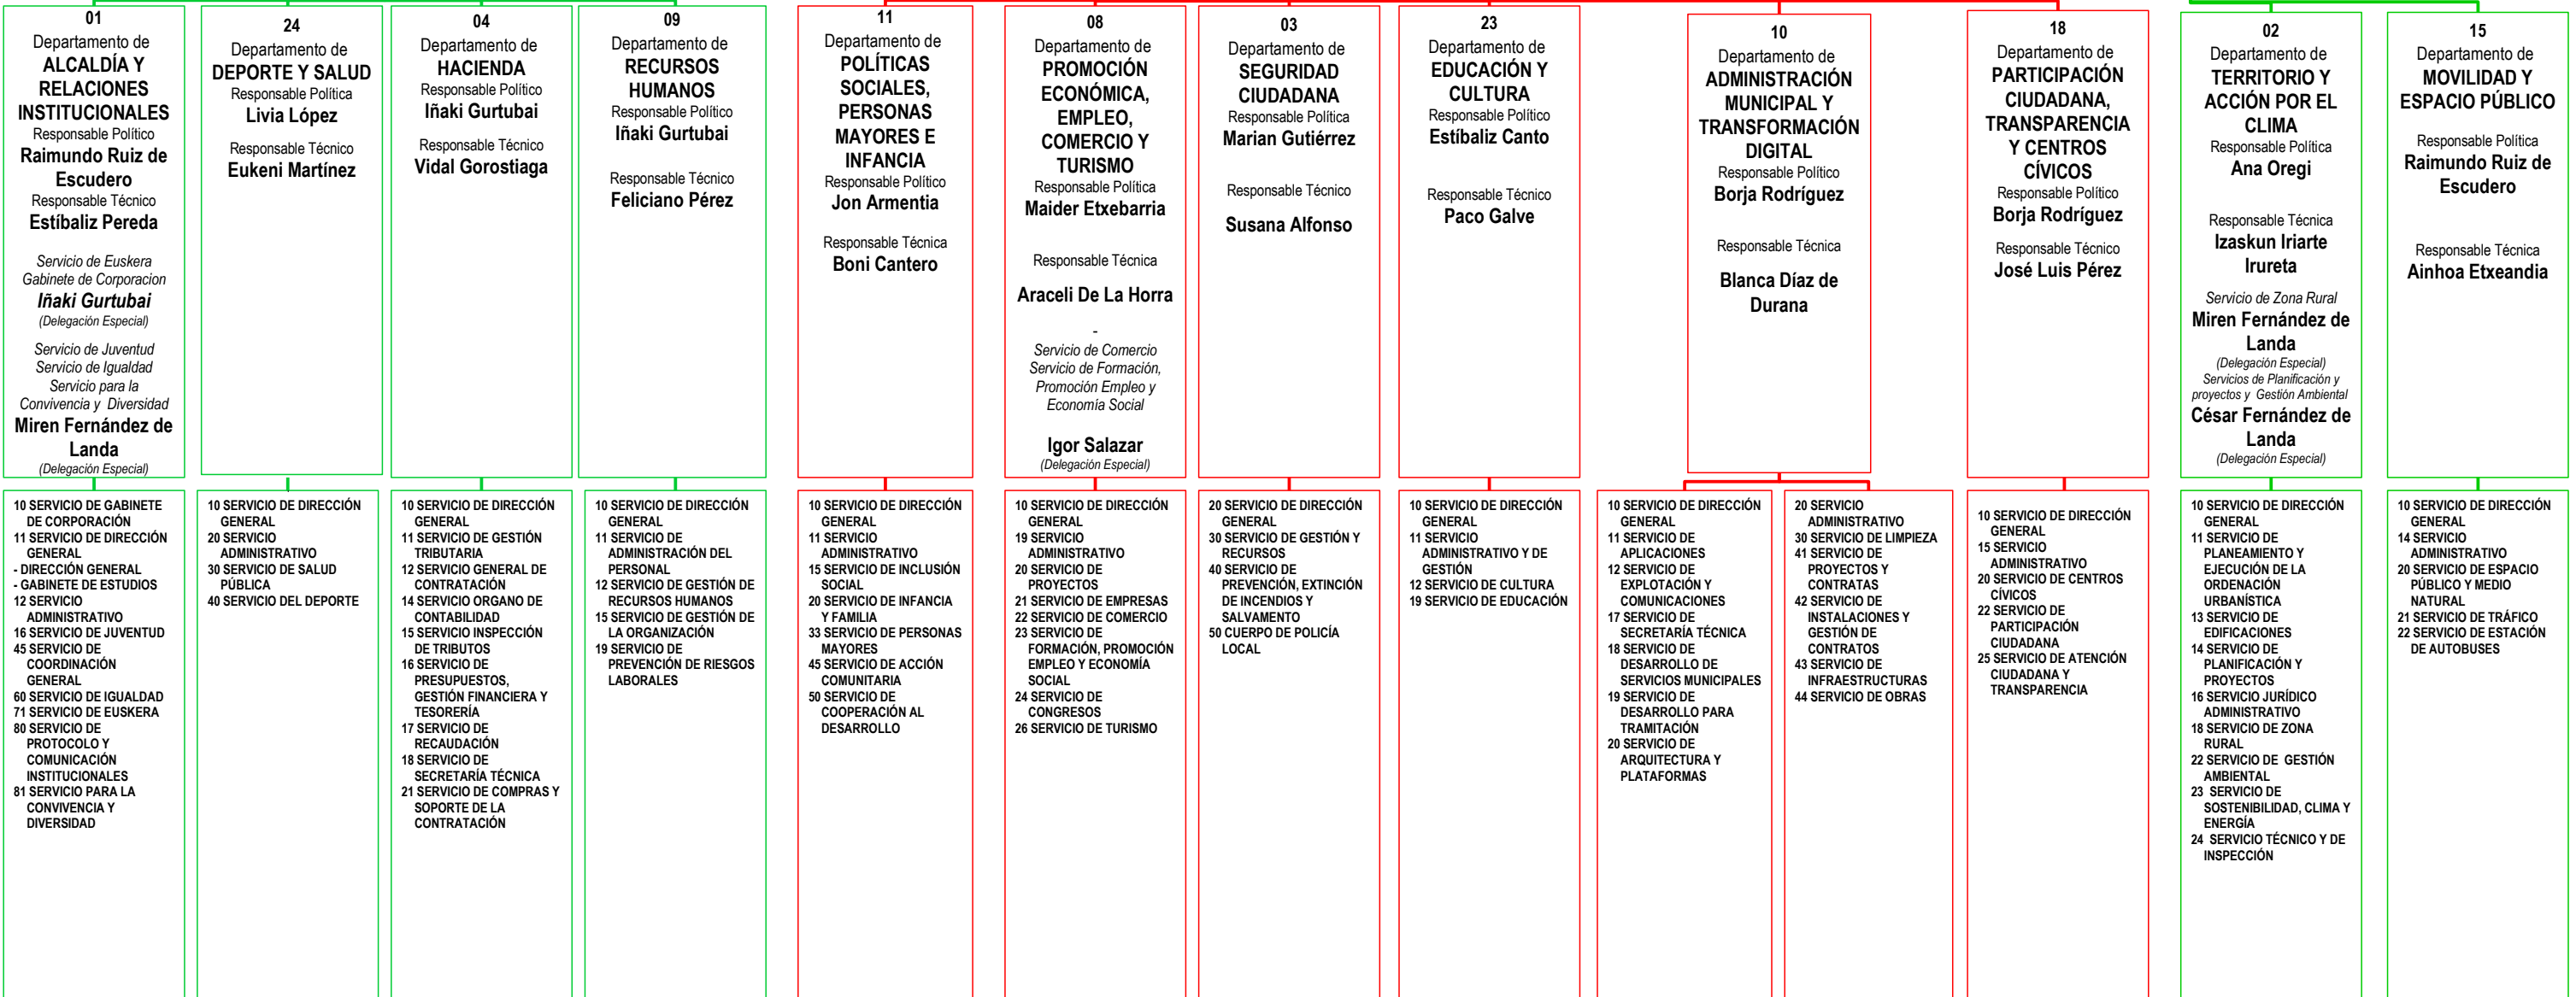 01
Departamento de
ALCALDÍA Y
RELACIONES
INSTITUCIONALES
Responsable Político
Raimundo Ruiz de
Escudero
Responsable Técnico
Estíbaliz Pereda
Servicio de Euskera
Gabinete de Corporacion
Iñaki Gurtubai
(Delegación Especial)
Servicio de Juventud
Servicio de Igualdad
Servicio para la
Convivencia y Diversidad
Miren Fernández de
Landa
(Delegación Especial)
24
Departamento de
DEPORTE Y SALUD
Responsable Política
Livia López
Responsable Técnico
Eukeni Martínez
04
Departamento de
HACIENDA
Responsable Político
Iñaki Gurtubai
Responsable Técnico
Vidal Gorostiaga
09
Departamento de
RECURSOS
HUMANOS
Responsable Político
Iñaki Gurtubai
Responsable Técnico
Feliciano Pérez
11
Departamento de
POLÍTICAS
SOCIALES,
PERSONAS
MAYORES E
INFANCIA
Responsable Político
Jon Armentia
Responsable Técnica
Boni Cantero
08
Departamento de
PROMOCIÓN
ECONÓMICA,
EMPLEO,
COMERCIO Y
TURISMO
Responsable Política
Maider Etxebarria
Responsable Técnica
Araceli De La Horra
-
Servicio de Comercio
Servicio de Formación,
Promoción Empleo y
Economía Social
Igor Salazar
(Delegación Especial)
03
Departamento de
SEGURIDAD
CIUDADANA
Responsable Política
Marian Gutiérrez
Responsable Técnico
Susana Alfonso
23
Departamento de
EDUCACIÓN Y
CULTURA
Responsable Político
Estíbaliz Canto
Responsable Técnico
Paco Galve
10
Departamento de
ADMINISTRACIÓN
MUNICIPAL Y
TRANSFORMACIÓN
DIGITAL
Responsable Político
Borja Rodríguez
Responsable Técnica
Blanca Díaz de
Durana
18
Departamento de
PARTICIPACIÓN
CIUDADANA,
TRANSPARENCIA
Y CENTROS
CÍVICOS
Responsable Político
Borja Rodríguez
Responsable Técnico
José Luis Pérez
02
Departamento de
TERRITORIO Y
ACCIÓN POR EL
CLIMA
Responsable Política
Ana Oregi
Responsable Técnica
Izaskun Iriarte
Irureta
Servicio de Zona Rural
Miren Fernández de
Landa
(Delegación Especial)
Servicios de Planificación y
proyectos y Gestión Ambiental
César Fernández de
Landa
(Delegación Especial)
15
Departamento de
MOVILIDAD Y
ESPACIO PÚBLICO
Responsable Política
Raimundo Ruiz de
Escudero
Responsable Técnica
Ainhoa Etxeandia
10 SERVICIO DE GABINETE
DE CORPORACIÓN
11 SERVICIO DE DIRECCIÓN
GENERAL
- DIRECCIÓN GENERAL
- GABINETE DE ESTUDIOS
12 SERVICIO
ADMINISTRATIVO
16 SERVICIO DE JUVENTUD
45 SERVICIO DE
COORDINACIÓN
GENERAL
60 SERVICIO DE IGUALDAD
71 SERVICIO DE EUSKERA
80 SERVICIO DE
PROTOCOLO Y
COMUNICACIÓN
INSTITUCIONALES
81 SERVICIO PARA LA
CONVIVENCIA Y
DIVERSIDAD
10 SERVICIO DE DIRECCIÓN
GENERAL
20 SERVICIO
ADMINISTRATIVO
30 SERVICIO DE SALUD
PÚBLICA
40 SERVICIO DEL DEPORTE
10 SERVICIO DE DIRECCIÓN
GENERAL
11 SERVICIO DE GESTIÓN
TRIBUTARIA
12 SERVICIO GENERAL DE
CONTRATACIÓN
14 SERVICIO ORGANO DE
CONTABILIDAD
15 SERVICIO INSPECCIÓN
DE TRIBUTOS
16 SERVICIO DE
PRESUPUESTOS,
GESTIÓN FINANCIERA Y
TESORERÍA
17 SERVICIO DE
RECAUDACIÓN
18 SERVICIO DE
SECRETARÍA TÉCNICA
21 SERVICIO DE COMPRAS Y
SOPORTE DE LA
CONTRATACIÓN
10 SERVICIO DE DIRECCIÓN
GENERAL
11 SERVICIO DE
ADMINISTRACIÓN DEL
PERSONAL
12 SERVICIO DE GESTIÓN DE
RECURSOS HUMANOS
15 SERVICIO DE GESTIÓN DE
LA ORGANIZACIÓN
19 SERVICIO DE
PREVENCIÓN DE RIESGOS
LABORALES
10 SERVICIO DE DIRECCIÓN
GENERAL
11 SERVICIO
ADMINISTRATIVO
15 SERVICIO DE INCLUSIÓN
SOCIAL
20 SERVICIO DE INFANCIA
Y FAMILIA
33 SERVICIO DE PERSONAS
MAYORES
45 SERVICIO DE ACCIÓN
COMUNITARIA
50 SERVICIO DE
COOPERACIÓN AL
DESARROLLO
10 SERVICIO DE DIRECCIÓN
GENERAL
19 SERVICIO
ADMINISTRATIVO
20 SERVICIO DE
PROYECTOS
21 SERVICIO DE EMPRESAS
22 SERVICIO DE COMERCIO
23 SERVICIO DE
FORMACIÓN, PROMOCIÓN
EMPLEO Y ECONOMÍA
SOCIAL
24 SERVICIO DE
CONGRESOS
26 SERVICIO DE TURISMO
20 SERVICIO DE DIRECCIÓN
GENERAL
30 SERVICIO DE GESTIÓN Y
RECURSOS
40 SERVICIO DE
PREVENCIÓN, EXTINCIÓN
DE INCENDIOS Y
SALVAMENTO
50 CUERPO DE POLICÍA
LOCAL
10 SERVICIO DE DIRECCIÓN
GENERAL
11 SERVICIO
ADMINISTRATIVO Y DE
GESTIÓN
12 SERVICIO DE CULTURA
19 SERVICIO DE EDUCACIÓN
10 SERVICIO DE DIRECCIÓN
GENERAL
11 SERVICIO DE
APLICACIONES
12 SERVICIO DE
EXPLOTACIÓN Y
COMUNICACIONES
17 SERVICIO DE
SECRETARÍA TÉCNICA
18 SERVICIO DE
DESARROLLO DE
SERVICIOS MUNICIPALES
19 SERVICIO DE
DESARROLLO PARA
TRAMITACIÓN
20 SERVICIO DE
ARQUITECTURA Y
PLATAFORMAS
20 SERVICIO
ADMINISTRATIVO
30 SERVICIO DE LIMPIEZA
41 SERVICIO DE
PROYECTOS Y
CONTRATAS
42 SERVICIO DE
INSTALACIONES Y
GESTIÓN DE
CONTRATOS
43 SERVICIO DE
INFRAESTRUCTURAS
44 SERVICIO DE OBRAS
10 SERVICIO DE DIRECCIÓN
GENERAL
15 SERVICIO
ADMINISTRATIVO
20 SERVICIO DE CENTROS
CÍVICOS
22 SERVICIO DE
PARTICIPACIÓN
CIUDADANA
25 SERVICIO DE ATENCIÓN
CIUDADANA Y
TRANSPARENCIA
10 SERVICIO DE DIRECCIÓN
GENERAL
11 SERVICIO DE
PLANEAMIENTO Y
EJECUCIÓN DE LA
ORDENACIÓN
URBANÍSTICA
13 SERVICIO DE
EDIFICACIONES
14 SERVICIO DE
PLANIFICACIÓN Y
PROYECTOS
16 SERVICIO JURÍDICO
ADMINISTRATIVO
18 SERVICIO DE ZONA
RURAL
22 SERVICIO DE GESTIÓN
AMBIENTAL
23 SERVICIO DE
SOSTENIBILIDAD, CLIMA Y
ENERGÍA
24 SERVICIO TÉCNICO Y DE
INSPECCIÓN
10 SERVICIO DE DIRECCIÓN
GENERAL
14 SERVICIO
ADMINISTRATIVO
20 SERVICIO DE ESPACIO
PÚBLICO Y MEDIO
NATURAL
21 SERVICIO DE TRÁFICO
22 SERVICIO DE ESTACIÓN
DE AUTOBUSES